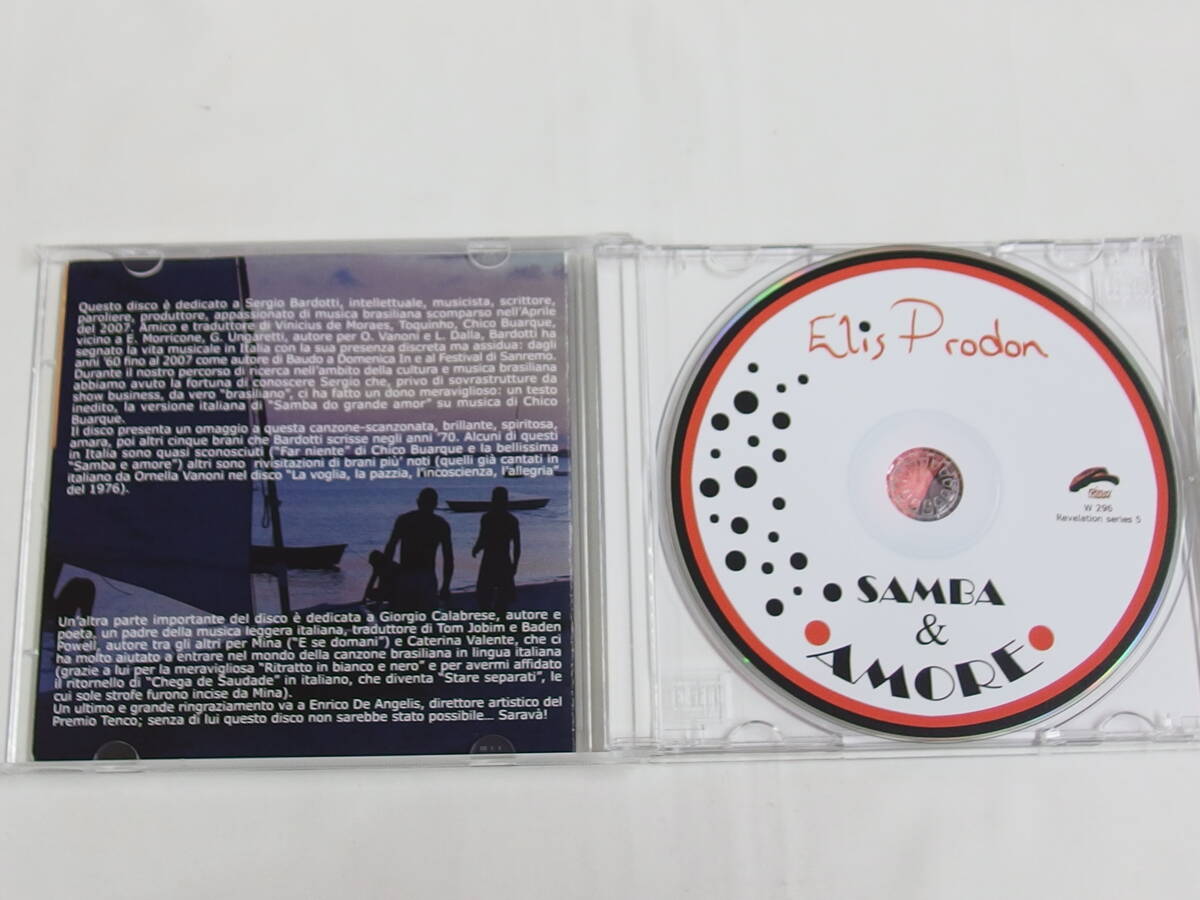 Questo disco è dedicato a Sergio Bardotti, intellettuale, musicista, scrittore,
paroliere, produttore, appassionato di musica brasiliana scomparso nell'Aprile
del 2007. Amico e traduttore di Vinicius de Moraes, Toquinho, Chico Buarque,
vicino a E. Morricone, G. Ungaretti, autore per O. Vanoni e L. Dalla, Bardotti ha
segnato la vita musicale in Italia con la sua presenza discreta ma assidua: dagli
anni '60 fino al 2007 come autore di Baudo a Domenica In e al Festival di Sanremo.
Durante il nostro percorso di ricerca nell'ambito della cultura e musica brasiliana
abbiamo avuto la fortuna di conoscere Sergio che, privo di sovrastrutture da
show business, da vero "brasiliano", ci ha fatto un dono meraviglioso: un testo
inedito, la versione italiana di "Samba do grande amor" su musica di Chico
Buarque.
Il disco presenta un omaggio a questa canzone-scanzonata, brillante, spiritosa,
amara, poi altri cinque brani che Bardotti scrisse negli anni '70. Alcuni di questi
in Italia sono quasi sconosciuti ("Far niente" di Chico Buarque e la bellissima
"Samba e amore") altri sono rivisitazioni di brani più' noti (quelli già cantati in
italiano da Ornella Vanoni nel disco "La voglia, la pazzia, l'incoscienza, l'allegria"
del 1976).
Un'altra parte importante del disco è dedicata a Giorgio Calabrese, autore e
poeta, un padre della musica leggera italiana, traduttore di Tom Jobim e Baden
Powell, autore tra gli altri per Mina ("E se domani") e Caterina Valente, che ci
ha molto aiutato a entrare nel mondo della canzone brasiliana in lingua italiana
(grazie a lui per la meravigliosa "Ritratto in bianco e nero" e per avermi affidato
il ritornello di "Chega de Saudade" in italiano, che diventa "Stare separati", le
cui sole strofe furono incise da Mina).
Un ultimo e grande ringraziamento va a Enrico De Angelis, direttore artistico del
Premio Tenco; senza di lui questo disco non sarebbe stato possibile... Saravà!
Elis Prodon
W 296
Revelation series 5
SAMBA
&
AMORE